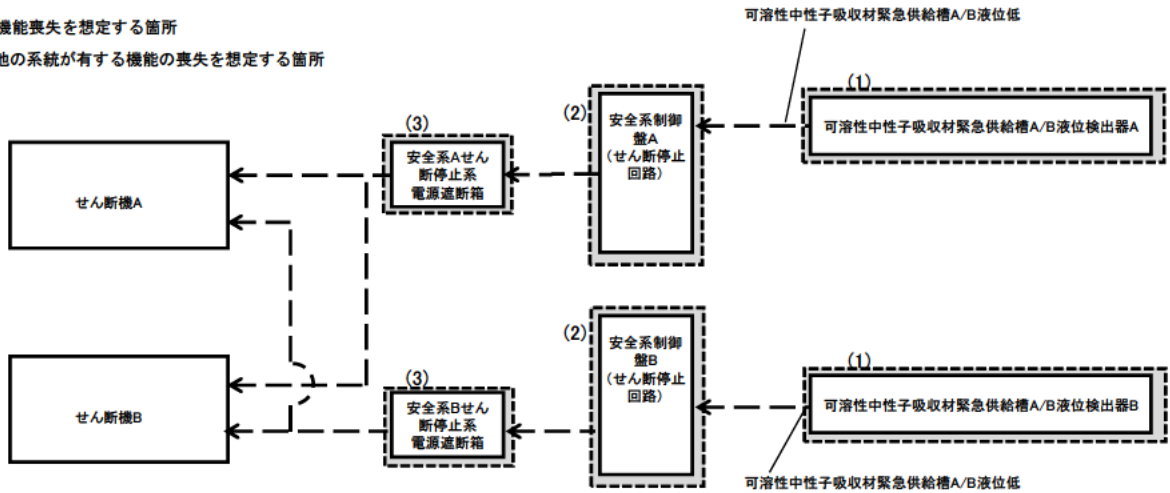 機能喪失を想定する箇所
他の系統が有する機能の喪失を想定する箇所
可溶性中性子吸収材緊急供給槽A/B液位低
(1)
可溶性中性子吸収材緊急供給槽A/B液位検出器A
(2)
安全系制御
盤A
(せん断停止
回路)
(3)
安全系Aせん
断停止系
電源遮断箱
せん断機A
(1)
可溶性中性子吸収材緊急供給槽A/B液位検出器B
(2)
安全系制御
盤B
(せん断停止
回路)
(3)
安全系Bせん
断停止系
電源遮断箱
せん断機B
可溶性中性子吸収材緊急供給槽A/B液位低